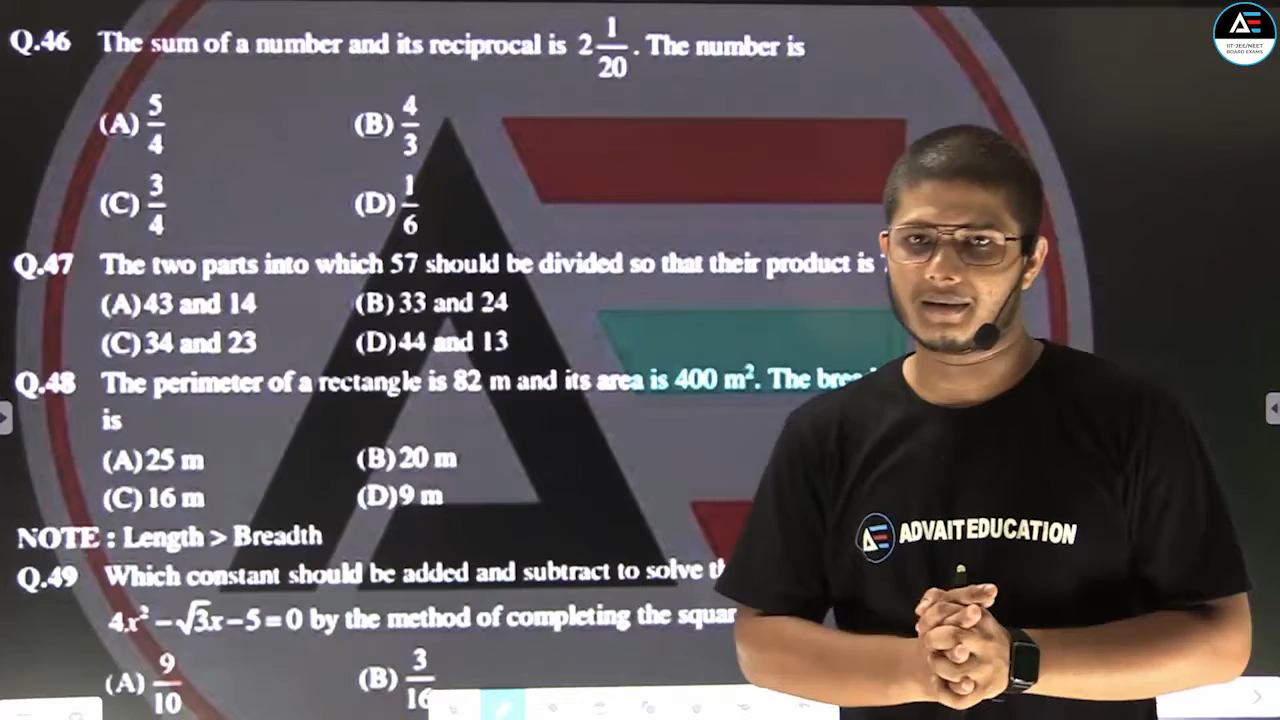 Q.46 The sum of a number and its reciprocal is 2 1/20. The number is
(A) 5/4 (B) 4/3
(C) 3/4 (D) 1/6
Q.47 The two parts into which 57 should be divided so that their product is
(A) 43 and 14 (B) 33 and 24
(C) 34 and 23 (D) 44 and 13
Q.48 The perimeter of a rectangle is 82 m and its area is 400 m². The
is
(A) 25 m (B) 20 m
(C) 16 m (D) 9 m
NOTE : Length > Breadth
Q.49 Which constant should be added and subtract to solve
4x² – √3x – 5 = 0 by the method of completing the
(A) 9/10 (B) 3/16
ADVAIT EDUCATION
IIT-JEE/NEET
BOARD EXAMS